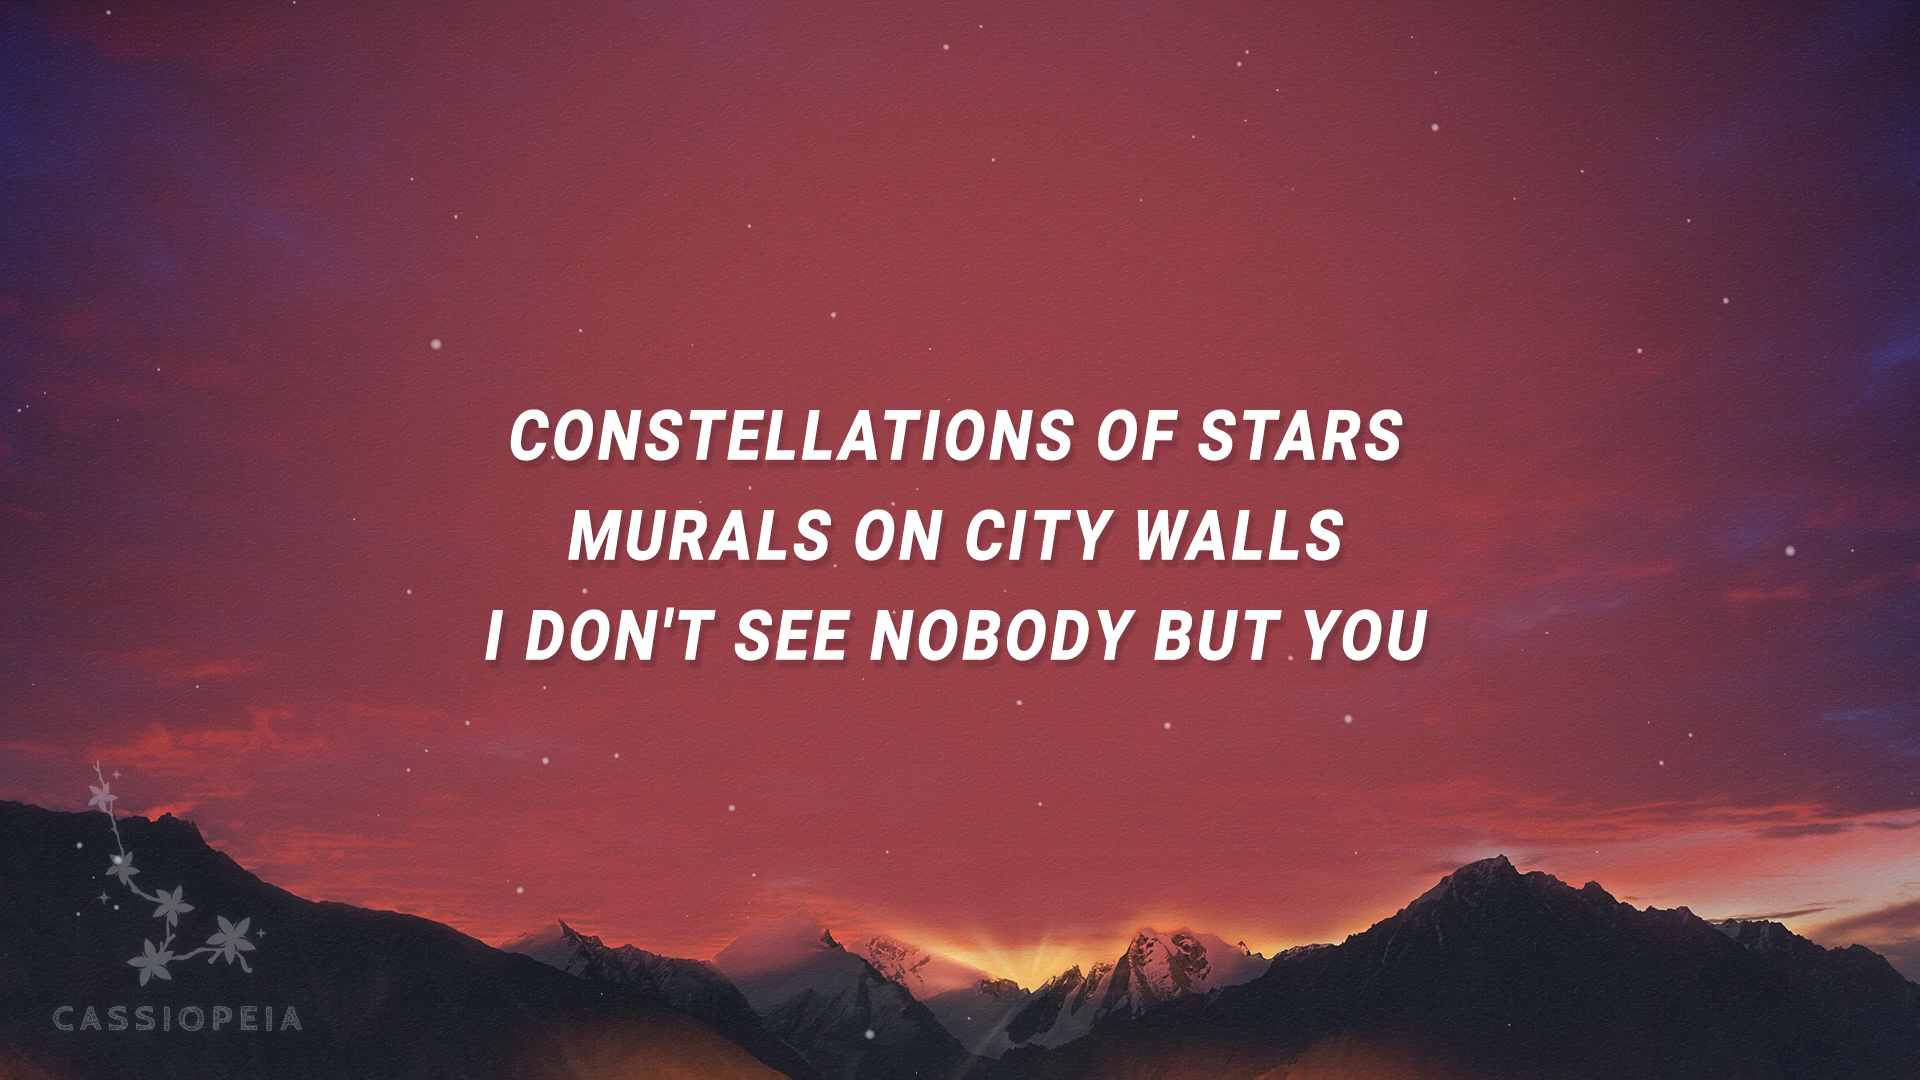 CONSTELLATIONS OF STARS
MURALS ON CITY WALLS
I DON'T SEE NOBODY BUT YOU
CASSIOPEIA